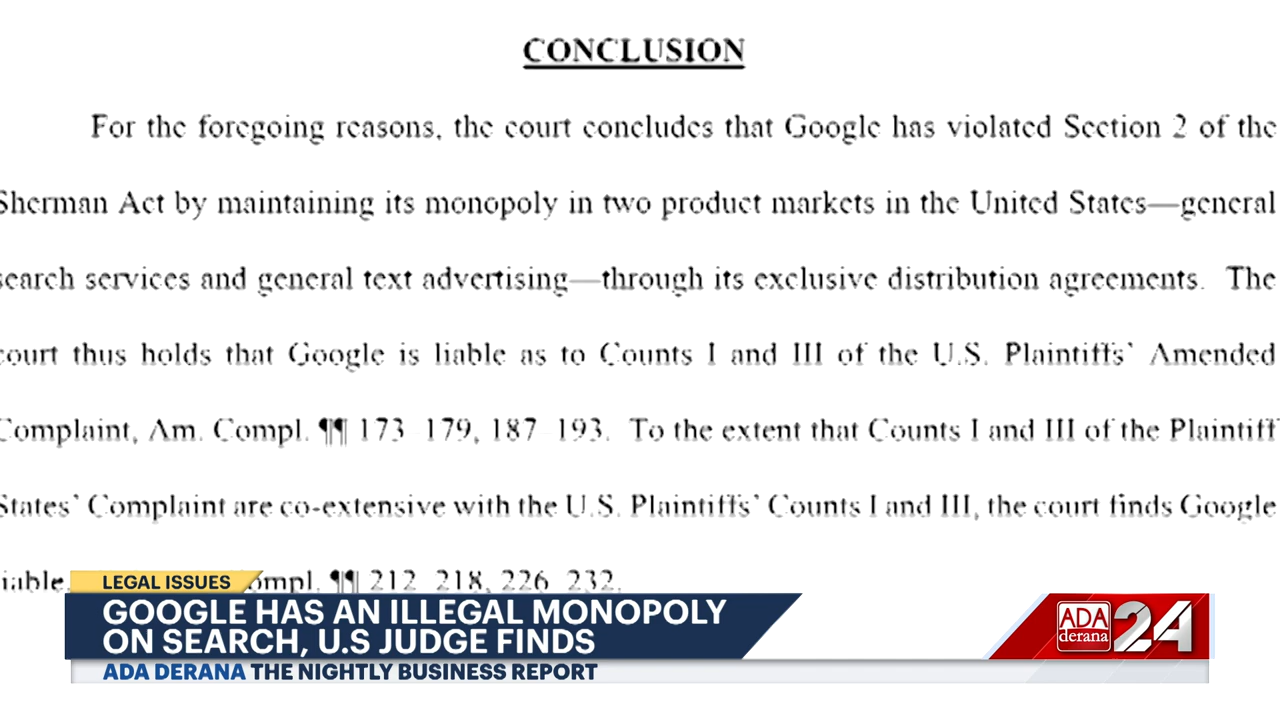 CONCLUSION
For the foregoing reasons, the court concludes that Google has violated Section 2 of the
Sherman Act by maintaining its monopoly in two product markets in the United States—general
search services and general text advertising—through its exclusive distribution agreements. The
court thus holds that Google is liable as to Counts I and III of the U.S. Plaintiffs' Amended
Complaint, Am. Compl. ¶¶ 173 179, 187 193. To the extent that Counts I and III of the Plaintiff
States' Complaint are co-extensive with the U.S. Plaintiffs' Counts I and III, the court finds Google
iable. ompl. ¶¶ 212 218, 226 232.
LEGAL ISSUES
GOOGLE HAS AN ILLEGAL MONOPOLY
ON SEARCH, U.S JUDGE FINDS
ADA DERANA THE NIGHTLY BUSINESS REPORT
ADA
derana
24